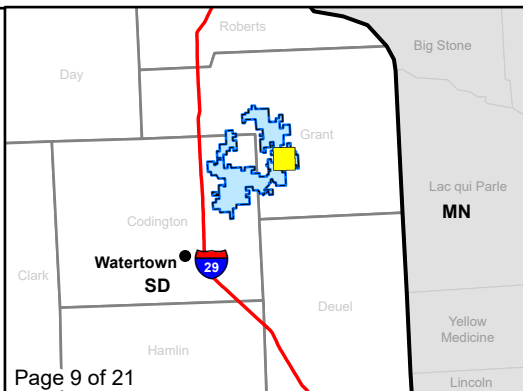 Roberts
Big Stone
Day
Grant
Lac qui Parle
MN
Codington
Watertown
SD
29
Clark
Deuel
Yellow
Medicine
Hamlin
Page 9 of 21
Lincoln